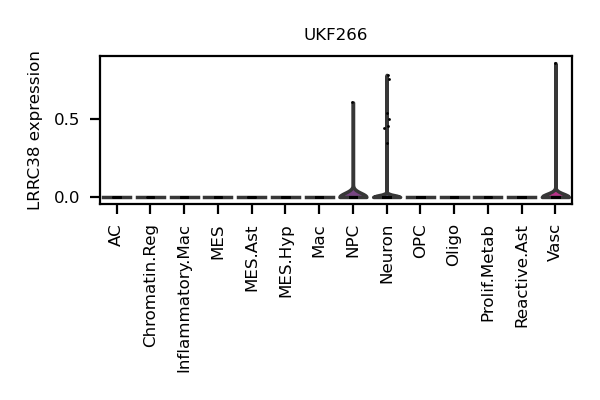 UKF266
LRRC38 expression
0.5
0.0
AC
Chromatin.Reg
Inflammatory.Mac
MES
MES.Ast
MES.Hyp
Mac
NPC
Neuron
OPC
Oligo
Prolif.Metab
Reactive.Ast
Vasc